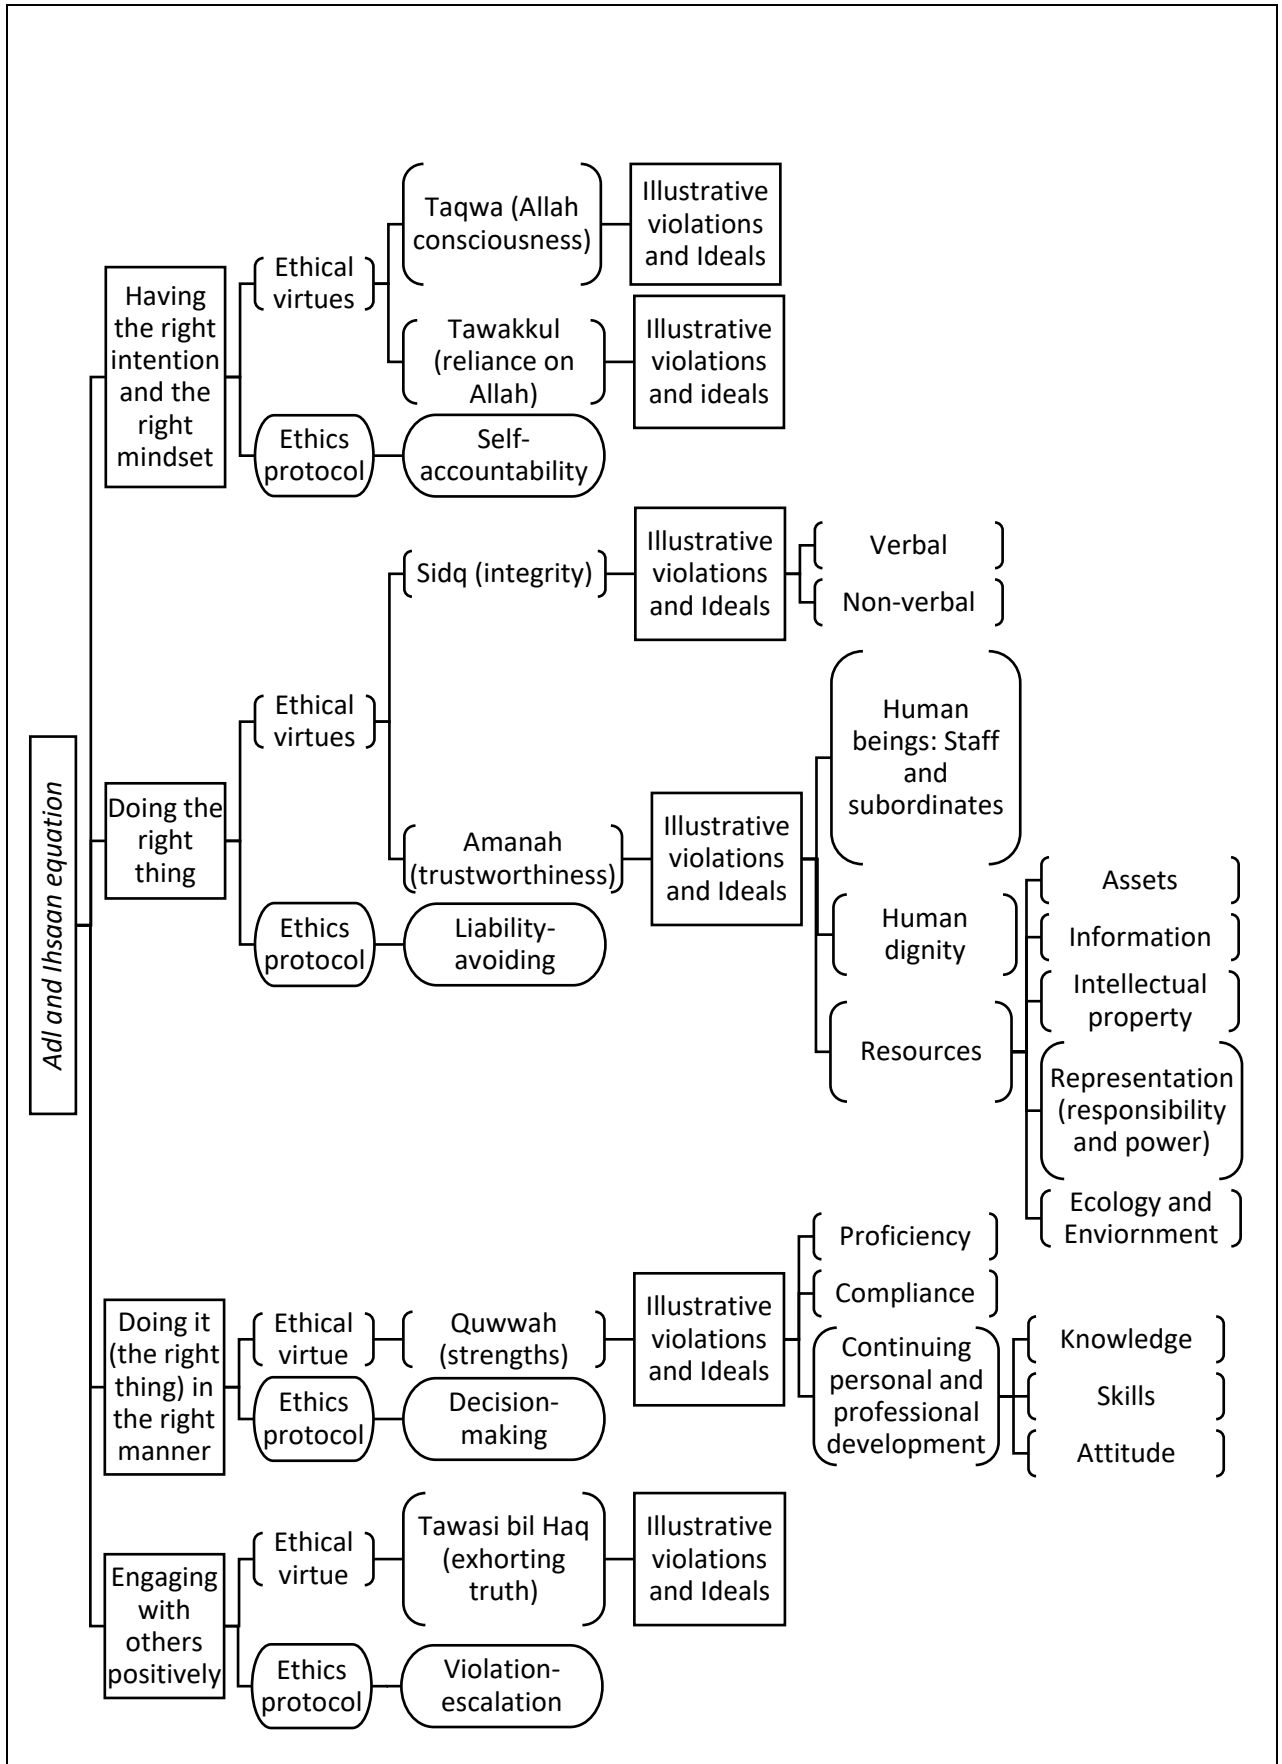 Adl and Ihsaan equation
Having
the right
intention
and the
right
mindset
Ethical
virtues
Taqwa (Allah
consciousness)
Illustrative
violations
and Ideals
Tawakkul
(reliance on
Allah)
Illustrative
violations
and ideals
Ethics
protocol
Self-
accountability
Doing the
right
thing
Ethical
virtues
Sidq (integrity)
Illustrative
violations
and Ideals
Verbal
Non-verbal
Amanah
(trustworthiness)
Illustrative
violations
and Ideals
Human
beings: Staff
and
subordinates
Human
dignity
Resources
Assets
Information
Intellectual
property
Representation
(responsibility
and power)
Ecology and
Enviornment
Ethics
protocol
Liability-
avoiding
Doing it
(the right
thing) in
the right
manner
Ethical
virtue
Quwwah
(strengths)
Illustrative
violations
and Ideals
Proficiency
Compliance
Continuing
personal and
professional
development
Knowledge
Skills
Attitude
Ethics
protocol
Decision-
making
Engaging
with
others
positively
Ethical
virtue
Tawasi bil Haq
(exhorting
truth)
Illustrative
violations
and Ideals
Ethics
protocol
Violation-
escalation